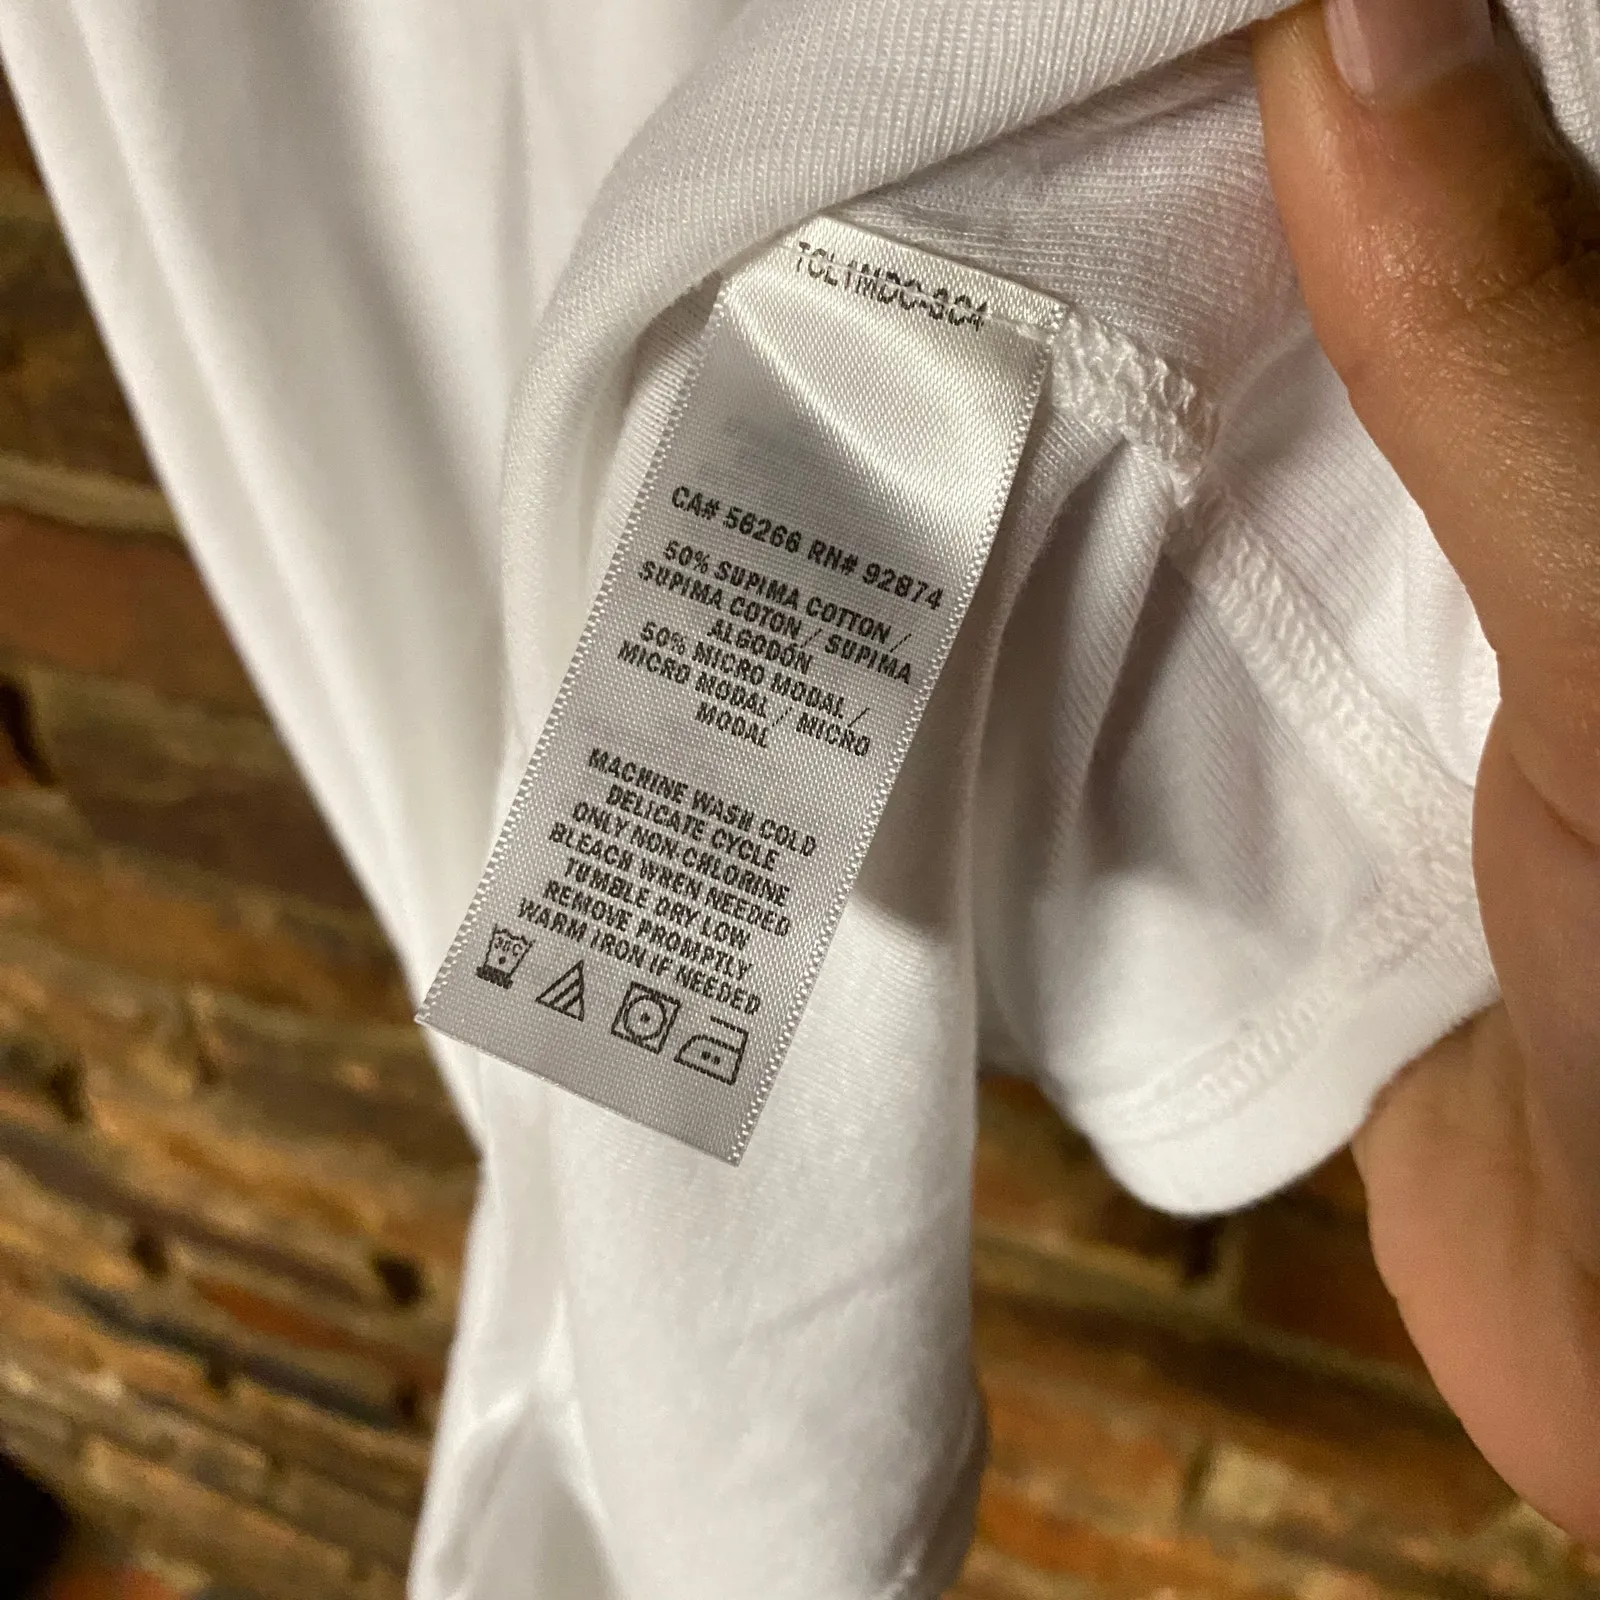 CA# 56266 RN# 92874
50% SUPIMA COTTON /
SUPIMA COTON / SUPIMA
ALGODÓN
50% MICRO MODAL /
MICRO MODAL / MICRO
MODAL
MACHINE WASH COLD
DELICATE CYCLE
ONLY NON-CHLORINE
BLEACH WHEN NEEDED
TUMBLE DRY LOW
REMOVE PROMPTLY
WARM IRON IF NEEDED
30°C